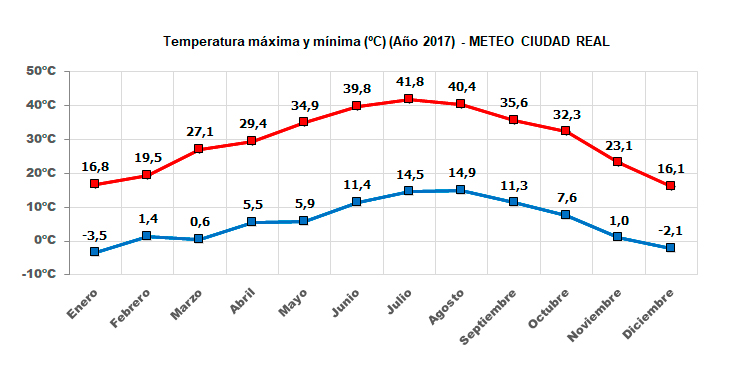 Temperatura máxima y mínima (ºC) (Año 2017) - METEO CIUDAD REAL
50ºC
40ºC
30ºC
20ºC
10ºC
0ºC
-10ºC
16,8 19,5 27,1 29,4 34,9 39,8 41,8 40,4 35,6 32,3 23,1 16,1
-3,5 1,4 0,6 5,5 5,9 11,4 14,5 14,9 11,3 7,6 1,0 -2,1
Enero Febrero Marzo Abril Mayo Junio Julio Agosto Septiembre Octubre Noviembre Diciembre